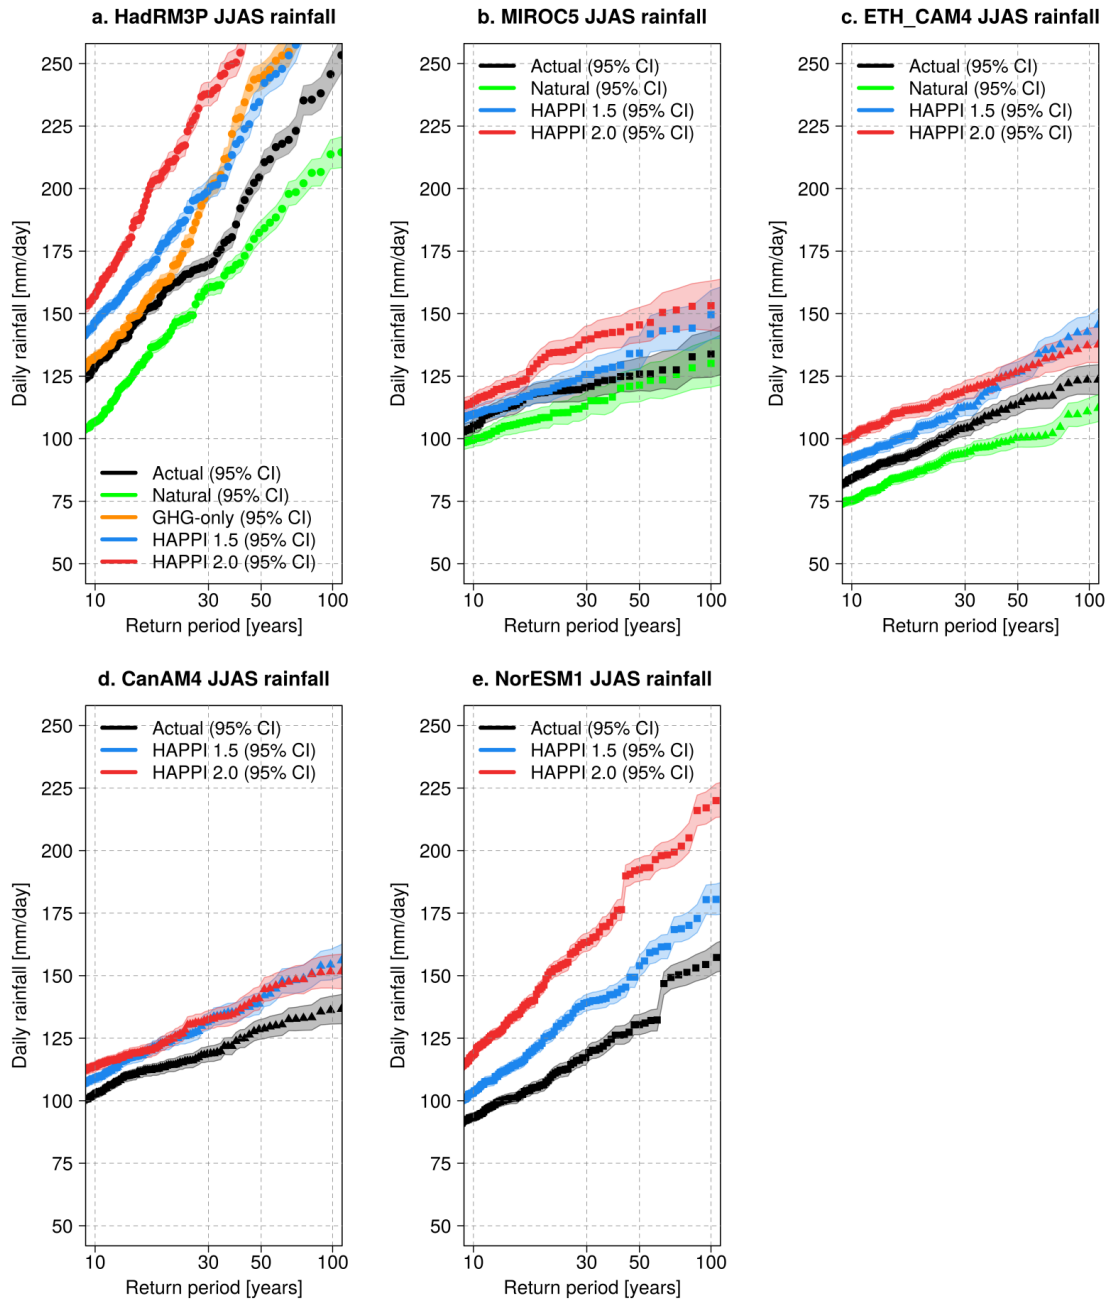 a. HadRM3P JJAS rainfall
Daily rainfall [mm/day]
250
225
200
175
150
125
100
75
50
Actual (95% CI)
Natural (95% CI)
GHG-only (95% CI)
HAPPI 1.5 (95% CI)
HAPPI 2.0 (95% CI)
10 30 50 100
Return period [years]
b. MIROC5 JJAS rainfall
Daily rainfall [mm/day]
250
225
200
175
150
125
100
75
50
Actual (95% CI)
Natural (95% CI)
HAPPI 1.5 (95% CI)
HAPPI 2.0 (95% CI)
10 30 50 100
Return period [years]
c. ETH_CAM4 JJAS rainfall
Daily rainfall [mm/day]
250
225
200
175
150
125
100
75
50
Actual (95% CI)
Natural (95% CI)
HAPPI 1.5 (95% CI)
HAPPI 2.0 (95% CI)
10 30 50 100
Return period [years]
d. CanAM4 JJAS rainfall
Daily rainfall [mm/day]
250
225
200
175
150
125
100
75
50
Actual (95% CI)
HAPPI 1.5 (95% CI)
HAPPI 2.0 (95% CI)
10 30 50 100
Return period [years]
e. NorESM1 JJAS rainfall
Daily rainfall [mm/day]
250
225
200
175
150
125
100
75
50
Actual (95% CI)
HAPPI 1.5 (95% CI)
HAPPI 2.0 (95% CI)
10 30 50 100
Return period [years]